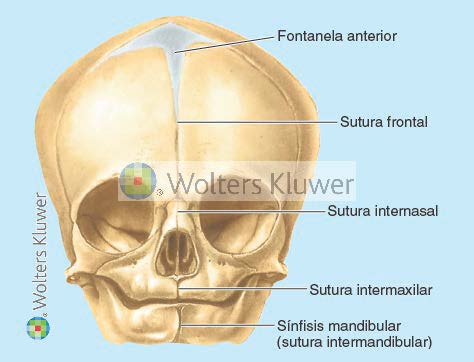 Fontanela anterior
Sutura frontal
Wolters Kluwer
®
Sutura internasal
® Wolters Kluwer
Sutura intermaxilar
Sínfisis mandibular
(sutura intermandibular)